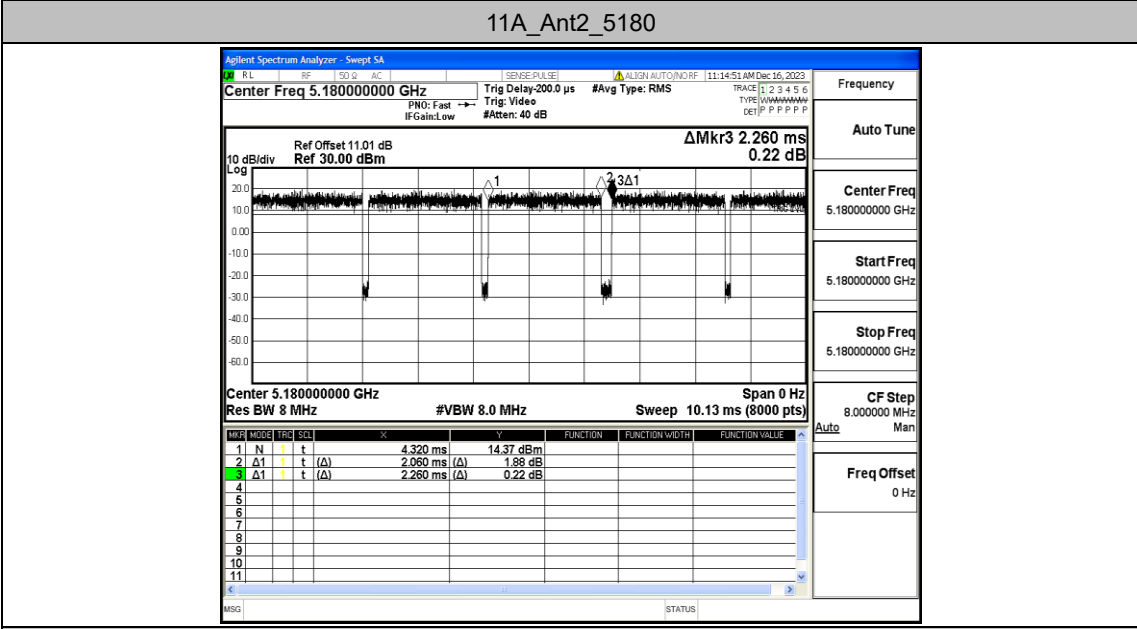 11A_Ant2_5180
Agilent Spectrum Analyzer - Swept SA
RL RF 50 Ω AC SENSE:PULSE ALIGN AUTO/NO RF 11:14:51 AM Dec 16, 2023
Center Freq 5.180000000 GHz Trig Delay-200.0 µs #Avg Type: RMS TRACE 1 2 3 4 5 6
PNO: Fast Trig: Video TYPE
IFGain:Low #Atten: 40 dB DET P P P P P P
ΔMkr3 2.260 ms
0.22 dB
Ref Offset 11.01 dB
10 dB/div Ref 30.00 dBm
Log
1 2 3Δ1
20.0
10.0
0.00
-10.0
-20.0
-30.0
-40.0
-50.0
-60.0
Center 5.180000000 GHz Span 0 Hz
Res BW 8 MHz #VBW 8.0 MHz Sweep 10.13 ms (8000 pts)
MKR MODE TRC SCL X Y FUNCTION FUNCTION WIDTH FUNCTION VALUE
1 N 1 t 4.320 ms 14.37 dBm
2 Δ1 1 t (Δ) 2.060 ms (Δ) 1.88 dB
3 Δ1 1 t (Δ) 2.260 ms (Δ) 0.22 dB
4
5
6
7
8
9
10
11
MSG STATUS
Frequency
Auto Tune
Center Freq
5.180000000 GHz
Start Freq
5.180000000 GHz
Stop Freq
5.180000000 GHz
CF Step
8.000000 MHz
Auto Man
Freq Offset
0 Hz